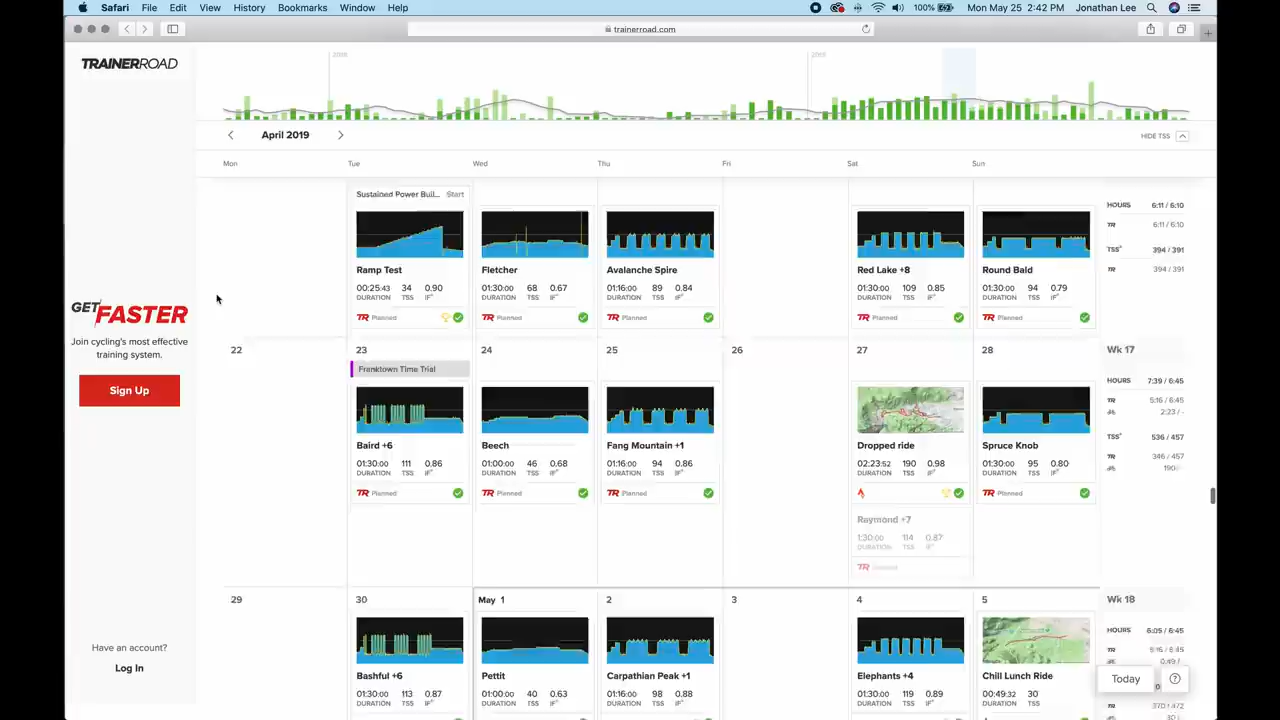 Safari File Edit View History Bookmarks Window Help 100% Mon May 25 2:42 PM Jonathan Lee
trainerroad.com
TRAINERROAD
2018 2019
April 2019 HIDE TSS
Mon Tue Wed Thu Fri Sat Sun
Sustained Power Buil... Start
HOURS 6:11 / 6:10
TR 6:11 / 6:10
TSS® 394 / 391
TR 394 / 391
Ramp Test Fletcher Avalanche Spire Red Lake +8 Round Bald
00:25:43 34 0.90 01:30:00 68 0.67 01:16:00 89 0.84 01:30:00 109 0.85 01:30:00 94 0.79
DURATION TSS IF® DURATION TSS IF® DURATION TSS IF® DURATION TSS IF® DURATION TSS IF®
TR Planned TR Planned TR Planned TR Planned TR Planned
GET FASTER
Join cycling's most effective
training system.
Sign Up
22 23 24 25 26 27 28 Wk 17
Franktown Time Trial
HOURS 7:39 / 6:45
TR 5:16 / 6:45
2:23 / -
TSS® 536 / 457
TR 346 / 457
190
Baird +6 Beech Fang Mountain +1 Dropped ride Spruce Knob
01:30:00 111 0.86 01:00:00 46 0.68 01:16:00 94 0.86 02:23:52 190 0.98 01:30:00 95 0.80
DURATION TSS IF® DURATION TSS IF® DURATION TSS IF® DURATION TSS IF® DURATION TSS IF®
TR Planned TR Planned TR Planned TR Planned
Raymond +7
1:30:00 114 0.87
DURATION TSS IF®
TR Planned
29 30 May 1 2 3 4 5 Wk 18
HOURS 6:05 / 6:45
Bashful +6 Pettit Carpathian Peak +1 Elephants +4 Chill Lunch Ride
01:30:00 113 0.87 01:00:00 40 0.63 01:16:00 98 0.88 01:30:00 119 0.89 00:49:32 30
DURATION TSS IF® DURATION TSS IF® DURATION TSS IF® DURATION TSS IF® DURATION TSS
Today ?
Have an account?
Log In